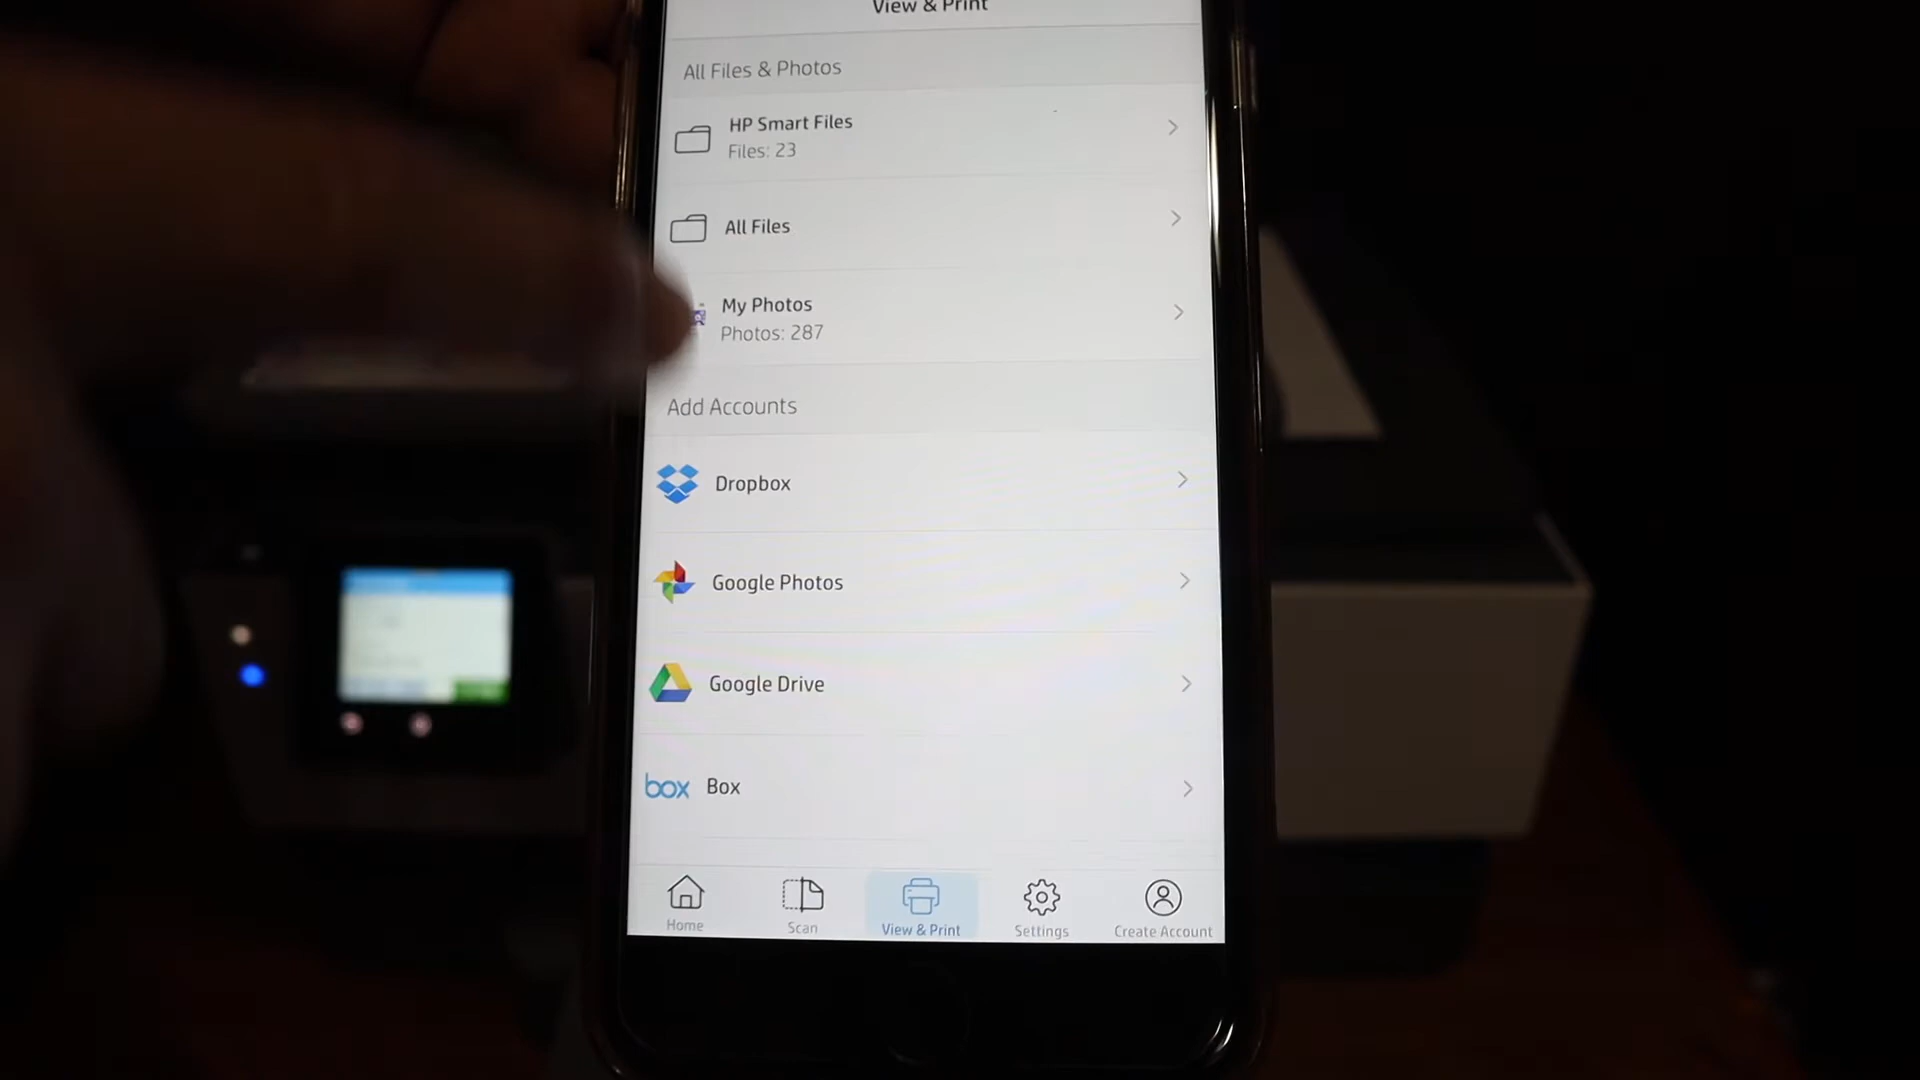 View & Print
All Files & Photos
HP Smart Files
Files: 23
All Files
My Photos
Photos: 287
Add Accounts
Dropbox
Google Photos
Google Drive
box Box
Home
Scan
View & Print
Settings
Create Account